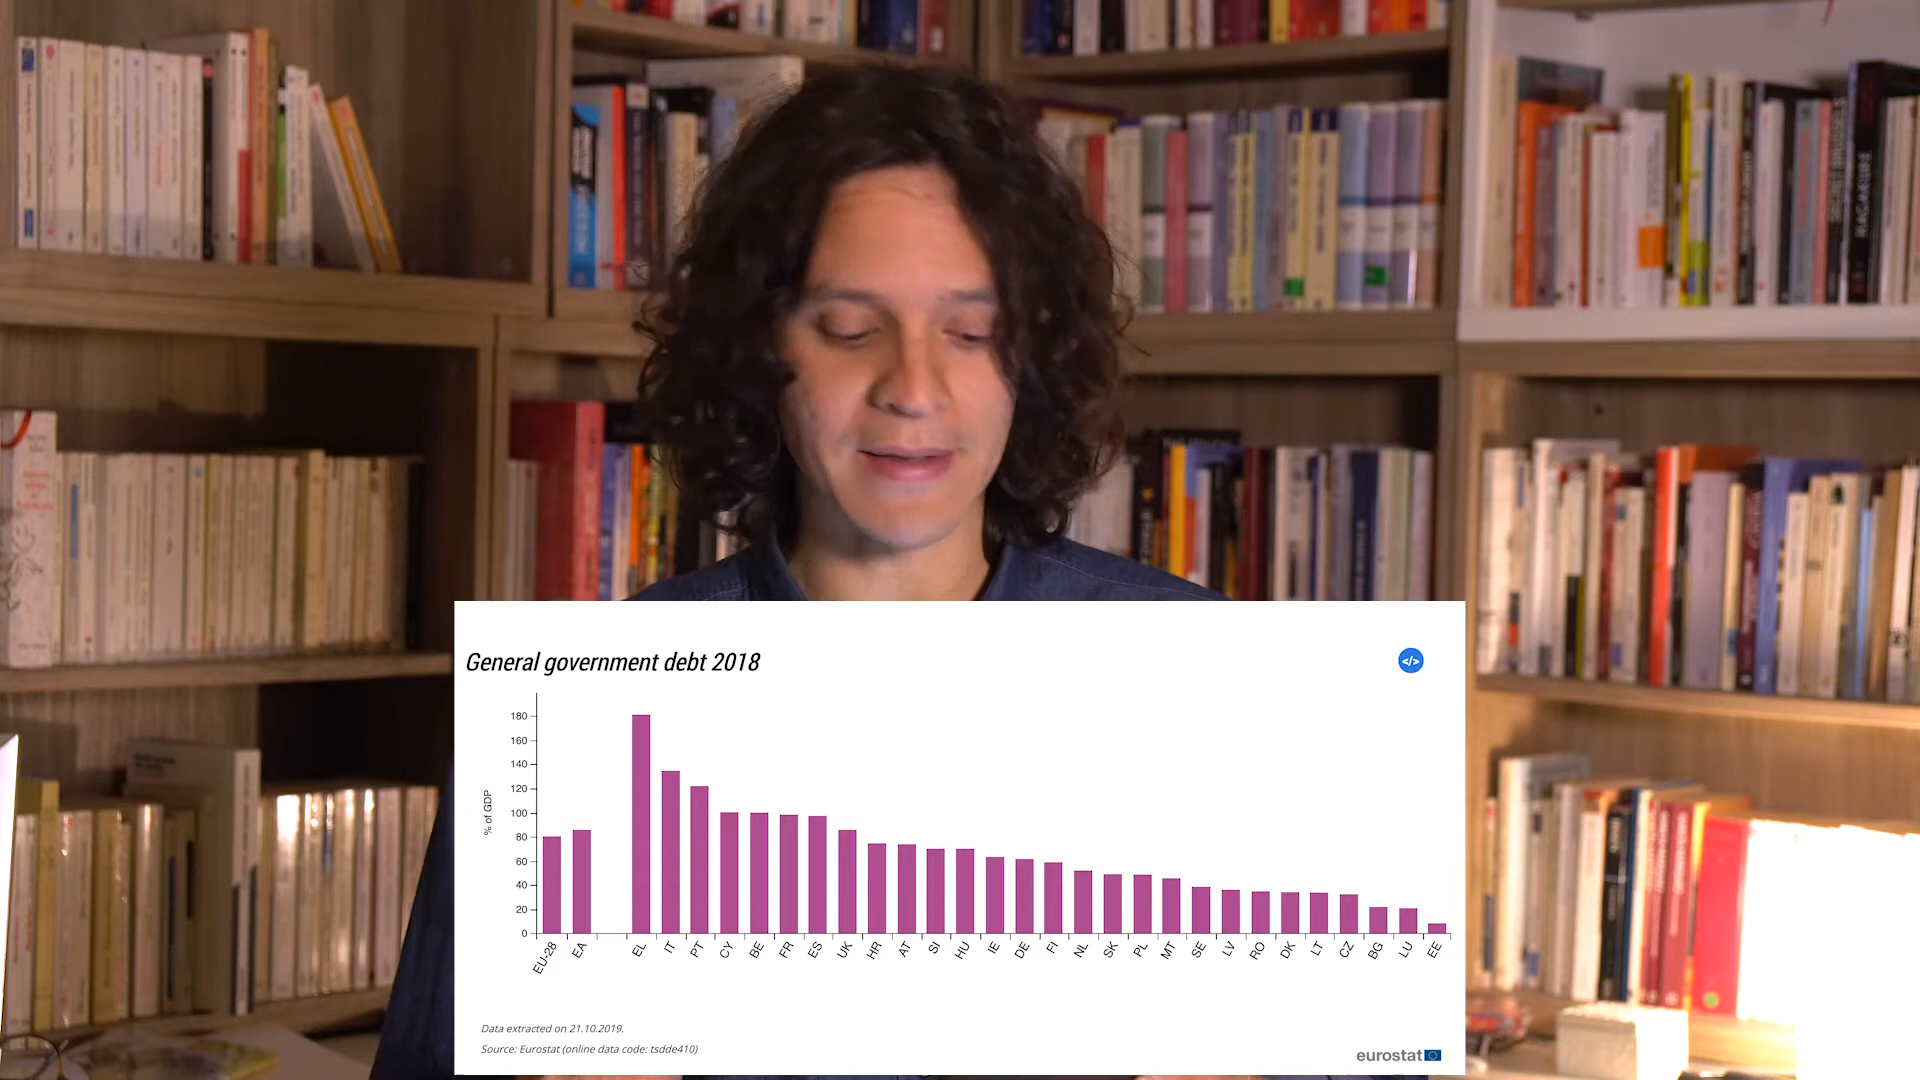 General government debt 2018
</>
% of GDP
180
160
140
120
100
80
60
40
20
0
EU-28 EA EL IT PT CY BE FR ES UK HR AT SI HU IE DE FI NL SK PL MT SE LV RO DK LT CZ BG LU EE
Data extracted on 21.10.2019.
Source: Eurostat (online data code: tsdde410)
eurostat